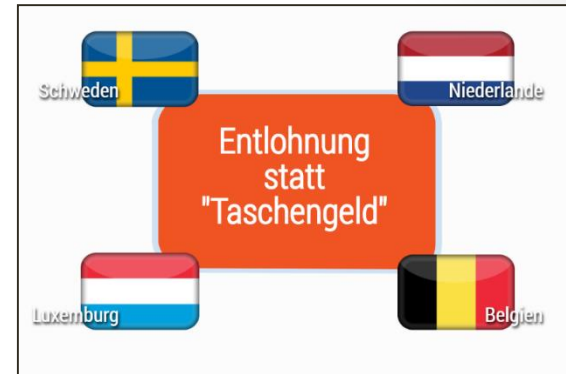 Schweden
Niederlande
Entlohnung
statt
"Taschengeld"
Luxemburg
Belgien